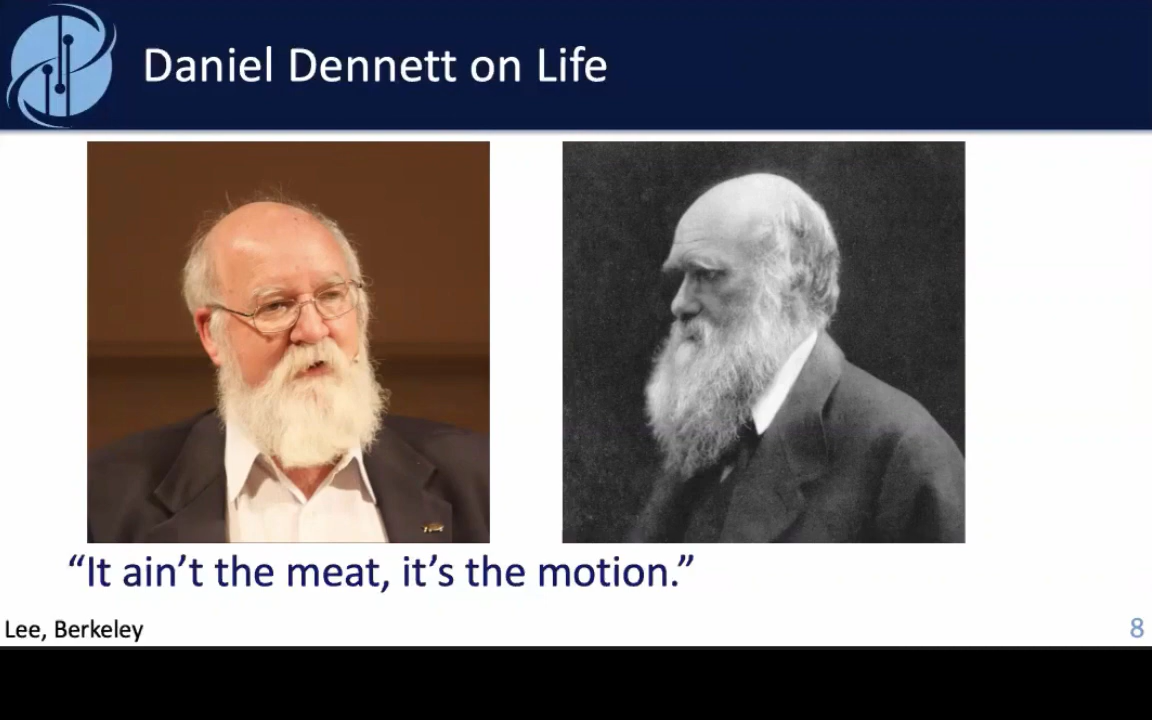 Daniel Dennett on Life
“It ain’t the meat, it’s the motion.”
Lee, Berkeley
8